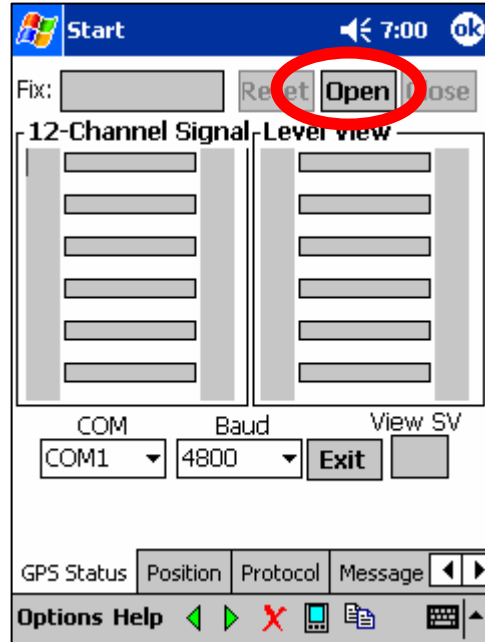 Start 7:00 ok
Fix: Reset Open Close
12-Channel Signal Level View
COM Baud View SV
COM1 4800 Exit
GPS Status Position Protocol Message
Options Help